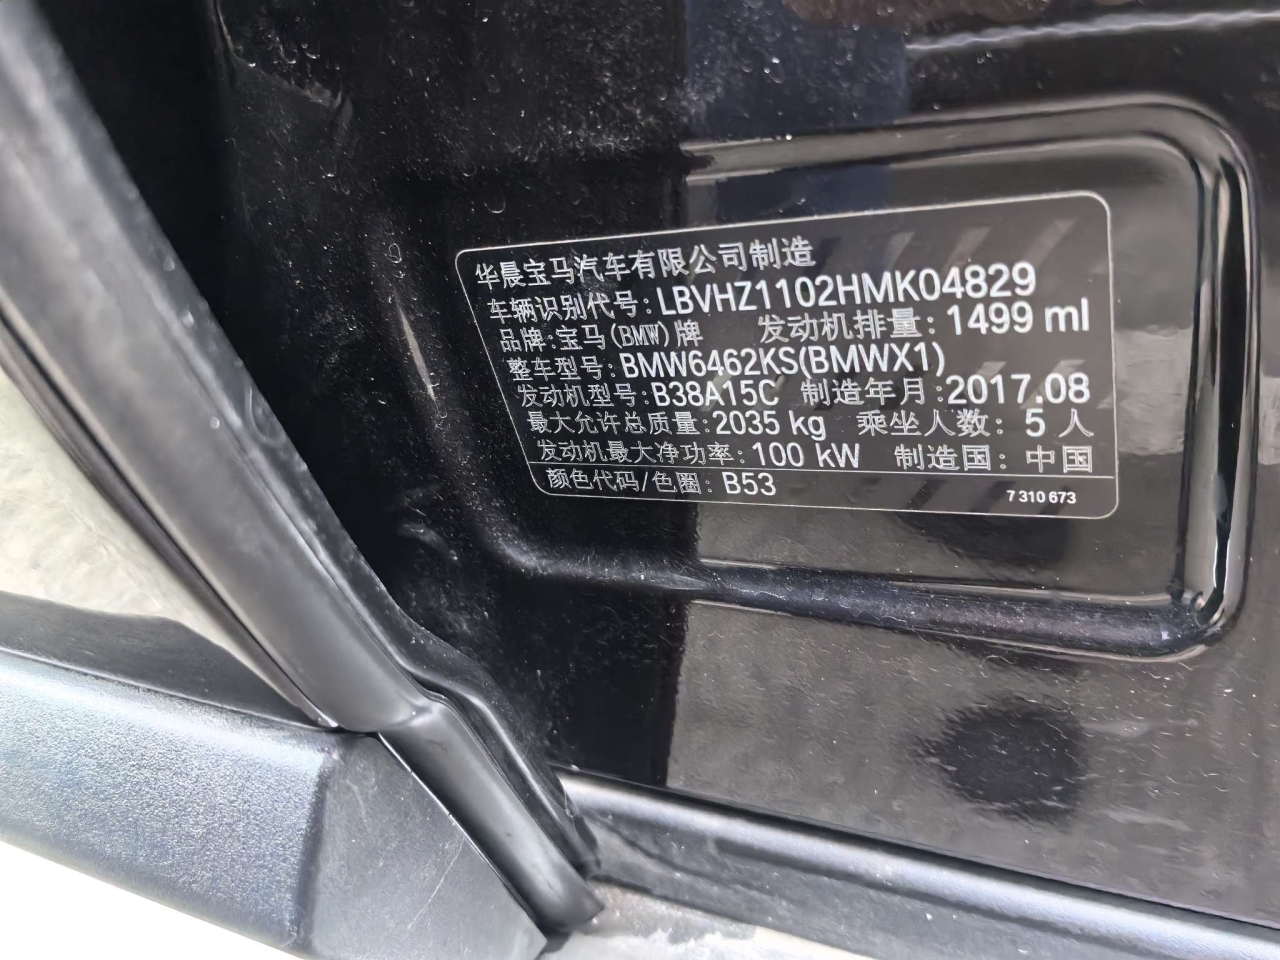 华晨宝马汽车有限公司制造
车辆识别代号:LBVHZ1102HMK04829
品牌:宝马(BMW)牌 发动机排量:1499 ml
整车型号:BMW6462KS(BMWX1)
发动机型号:B38A15C 制造年月:2017.08
最大允许总质量:2035 kg 乘坐人数:5人
发动机最大净功率:100 kW 制造国:中国
颜色代码/色圈:B53 7 310 673